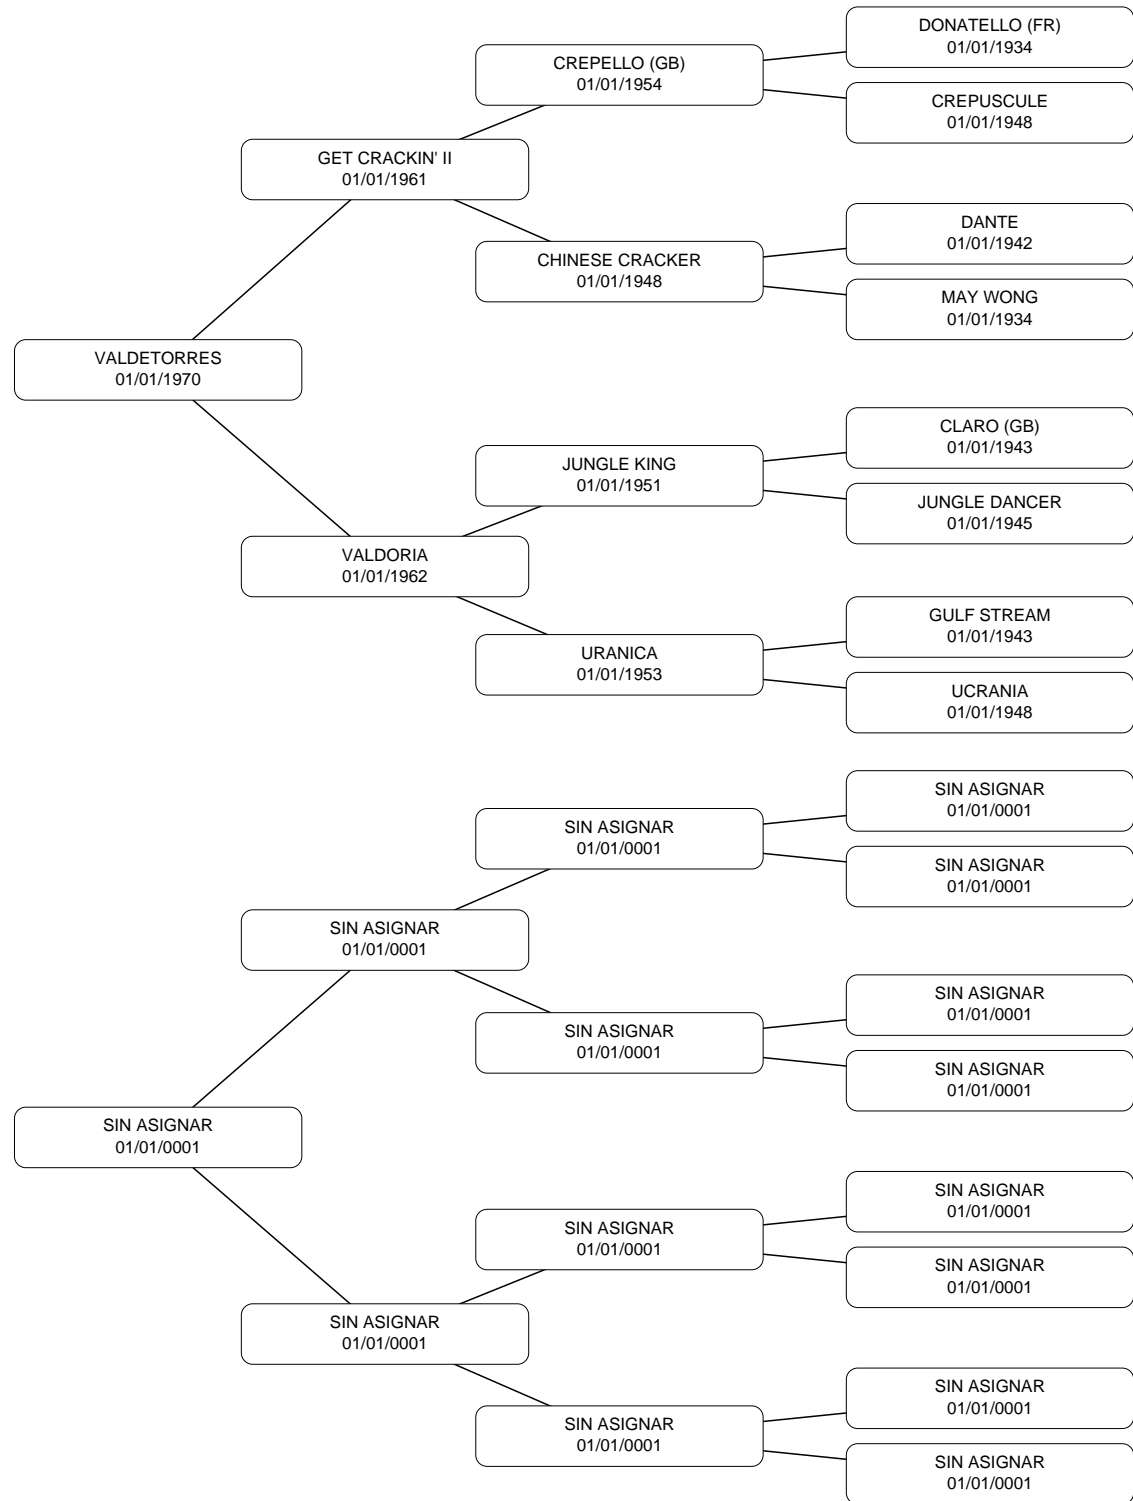 DONATELLO (FR)
01/01/1934
CREPELLO (GB)
01/01/1954
CREPUSCULE
01/01/1948
GET CRACKIN' II
01/01/1961
DANTE
01/01/1942
CHINESE CRACKER
01/01/1948
MAY WONG
01/01/1934
VALDETORRES
01/01/1970
CLARO (GB)
01/01/1943
JUNGLE KING
01/01/1951
JUNGLE DANCER
01/01/1945
VALDORIA
01/01/1962
GULF STREAM
01/01/1943
URANICA
01/01/1953
UCRANIA
01/01/1948
SIN ASIGNAR
01/01/0001
SIN ASIGNAR
01/01/0001
SIN ASIGNAR
01/01/0001
SIN ASIGNAR
01/01/0001
SIN ASIGNAR
01/01/0001
SIN ASIGNAR
01/01/0001
SIN ASIGNAR
01/01/0001
SIN ASIGNAR
01/01/0001
SIN ASIGNAR
01/01/0001
SIN ASIGNAR
01/01/0001
SIN ASIGNAR
01/01/0001
SIN ASIGNAR
01/01/0001
SIN ASIGNAR
01/01/0001
SIN ASIGNAR
01/01/0001
SIN ASIGNAR
01/01/0001